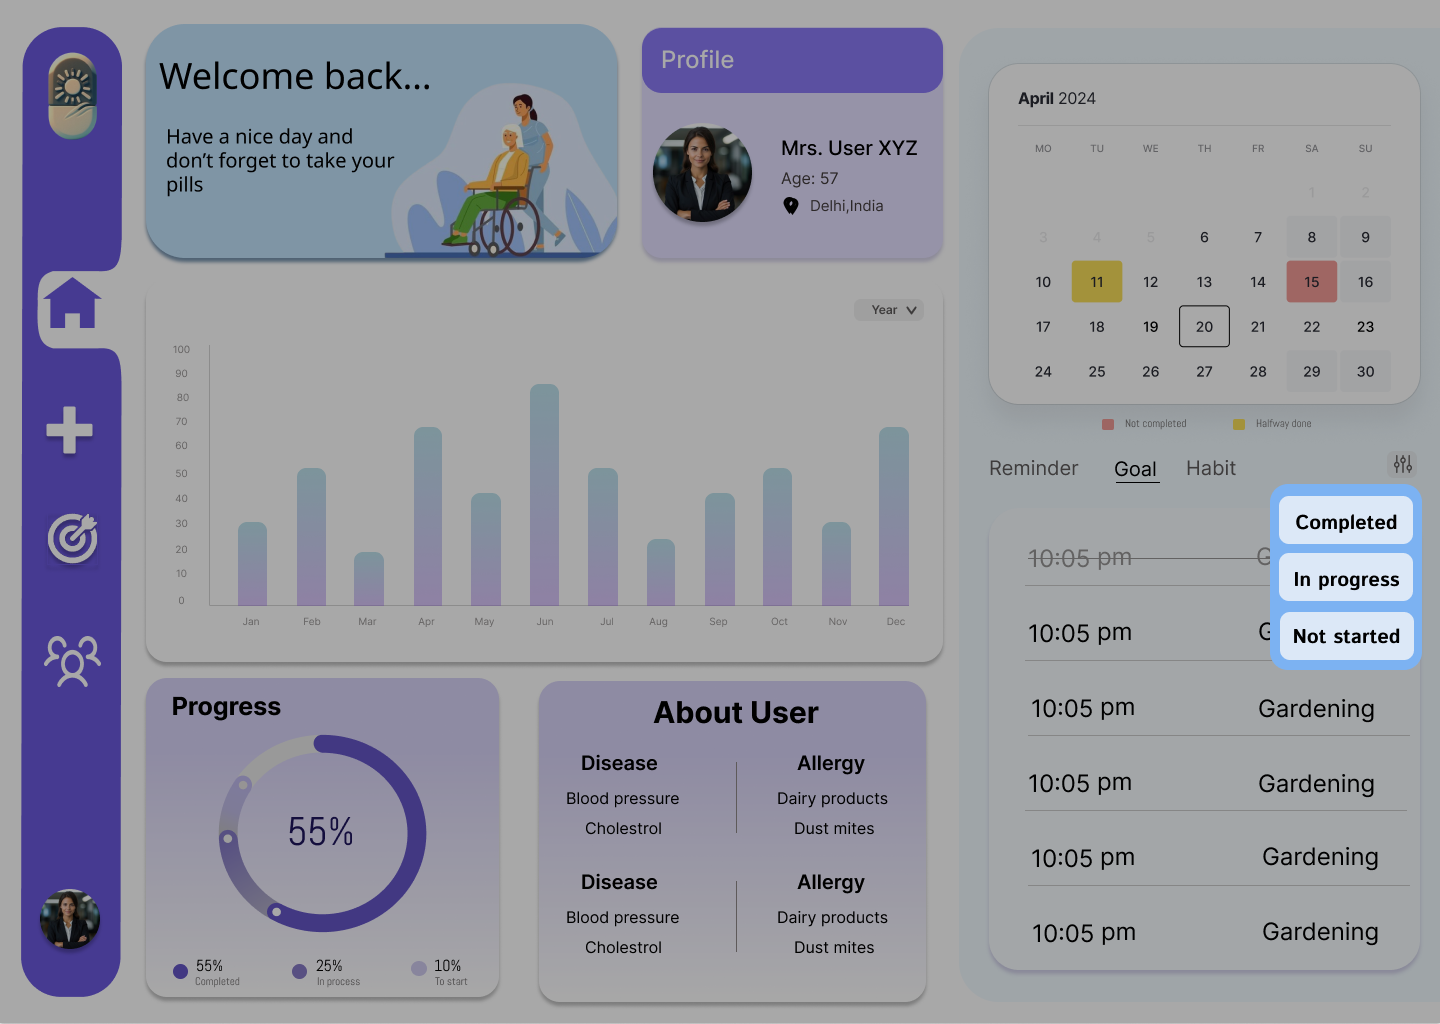 Welcome back...
Have a nice day and
don't forget to take your
pills
Profile
Mrs. User XYZ
Age: 57
Delhi,India
Year
100
90
80
70
60
50
40
30
20
10
0
Jan Feb Mar Apr May Jun Jul Aug Sep Oct Nov Dec
Progress
55%
55%
Completed
25%
In process
10%
To start
About User
Disease Allergy
Blood pressure Dairy products
Cholestrol Dust mites
Disease Allergy
Blood pressure Dairy products
Cholestrol Dust mites
April 2024
MO TU WE TH FR SA SU
1 2
3 4 5 6 7 8 9
10 11 12 13 14 15 16
17 18 19 20 21 22 23
24 25 26 27 28 29 30
Not completed Halfway done
Reminder Goal Habit
Completed
In progress
Not started
10:05 pm G
10:05 pm G
10:05 pm Gardening
10:05 pm Gardening
10:05 pm Gardening
10:05 pm Gardening